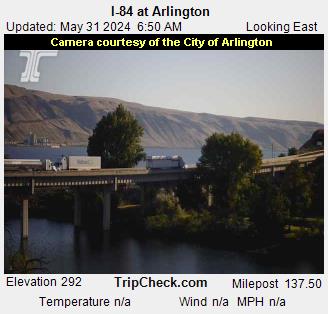 I-84 at Arlington
Updated: May 31 2024 6:50 AM Looking East
Camera courtesy of the City of Arlington
Elevation 292 TripCheck.com Milepost 137.50
Temperature n/a Wind n/a MPH n/a